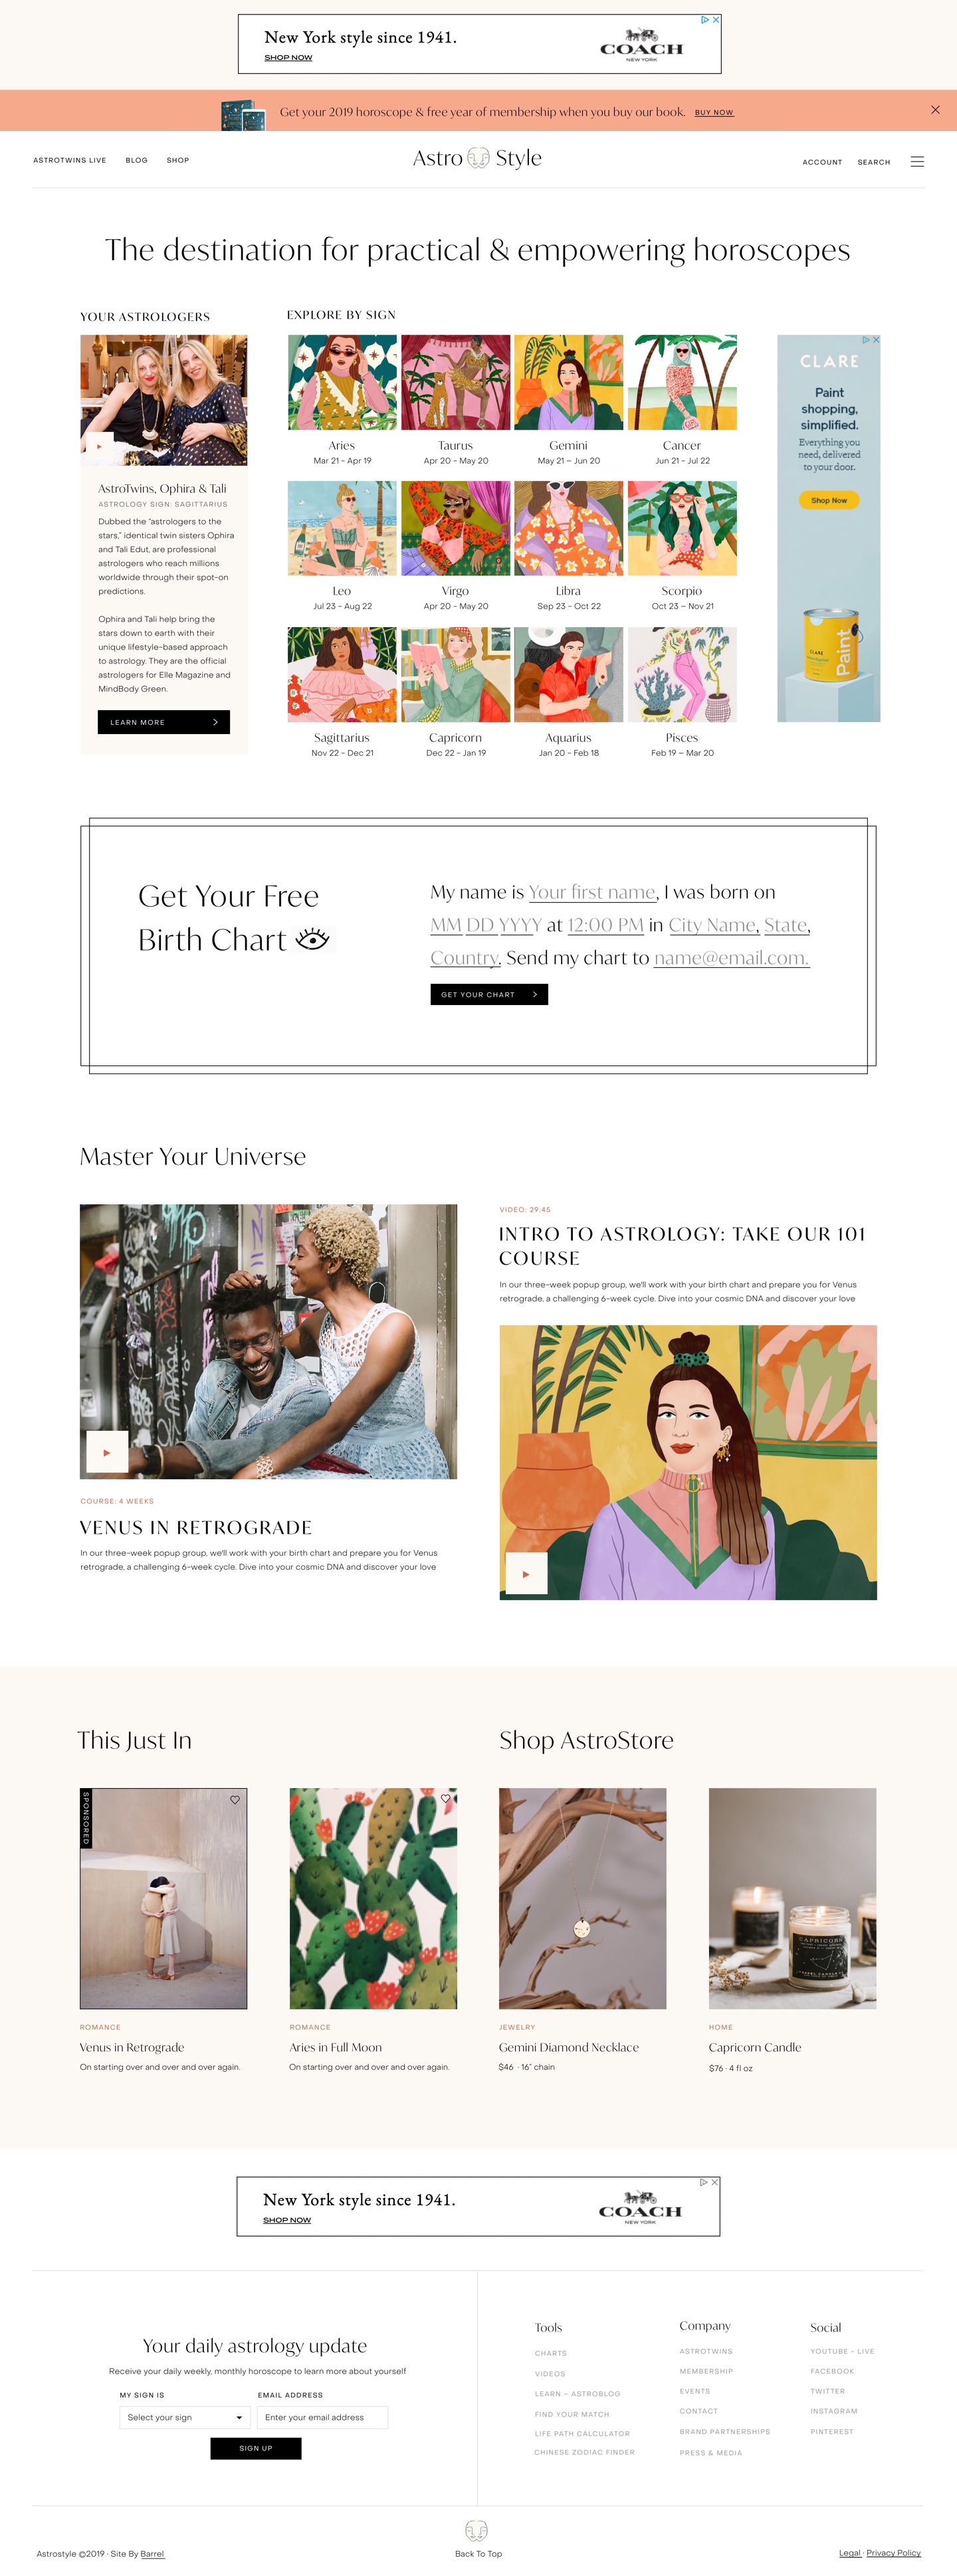 New York style since 1941.
SHOP NOW
COACH
NEW YORK
Get your 2019 horoscope & free year of membership when you buy our book. BUY NOW
ASTROTWINS LIVE BLOG SHOP
Astro Style
ACCOUNT SEARCH
The destination for practical & empowering horoscopes
YOUR ASTROLOGERS
AstroTwins, Ophira & Tali
ASTROLOGY SIGN: SAGITTARIUS
Dubbed the "astrologers to the
stars," identical twin sisters Ophira
and Tali Edut, are professional
astrologers who reach millions
worldwide through their spot-on
predictions.
Ophira and Tali help bring the
stars down to earth with their
unique lifestyle-based approach
to astrology. They are the official
astrologers for Elle Magazine and
MindBody Green.
LEARN MORE
EXPLORE BY SIGN
Aries
Mar 21 - Apr 19
Taurus
Apr 20 - May 20
Gemini
May 21 – Jun 20
Cancer
Jun 21 - Jul 22
Leo
Jul 23 - Aug 22
Virgo
Apr 20 - May 20
Libra
Sep 23 - Oct 22
Scorpio
Oct 23 – Nov 21
Sagittarius
Nov 22 - Dec 21
Capricorn
Dec 22 - Jan 19
Aquarius
Jan 20 - Feb 18
Pisces
Feb 19 – Mar 20
CLARE
Paint
shopping,
simplified.
Everything you
need, delivered
to your door.
Shop Now
CLARE
Paint
Get Your Free
Birth Chart
My name is Your first name, I was born on
MM DD YYYY at 12:00 PM in City Name, State,
Country. Send my chart to name@email.com.
GET YOUR CHART
Master Your Universe
COURSE: 4 WEEKS
VENUS IN RETROGRADE
In our three-week popup group, we'll work with your birth chart and prepare you for Venus
retrograde, a challenging 6-week cycle. Dive into your cosmic DNA and discover your love
VIDEO: 29:45
INTRO TO ASTROLOGY: TAKE OUR 101
COURSE
In our three-week popup group, we'll work with your birth chart and prepare you for Venus
retrograde, a challenging 6-week cycle. Dive into your cosmic DNA and discover your love
This Just In
SPONSORED
ROMANCE
Venus in Retrograde
On starting over and over and over again.
ROMANCE
Aries in Full Moon
On starting over and over and over again.
Shop AstroStore
JEWELRY
Gemini Diamond Necklace
$46 · 16" chain
CAPRICORN
HOME
Capricorn Candle
$76 · 4 fl oz
New York style since 1941.
SHOP NOW
COACH
NEW YORK
Your daily astrology update
Receive your daily weekly, monthly horoscope to learn more about yourself
MY SIGN IS
Select your sign
EMAIL ADDRESS
Enter your email address
SIGN UP
Tools
CHARTS
VIDEOS
LEARN – ASTROBLOG
FIND YOUR MATCH
LIFE PATH CALCULATOR
CHINESE ZODIAC FINDER
Company
ASTROTWINS
MEMBERSHIP
EVENTS
CONTACT
BRAND PARTNERSHIPS
PRESS & MEDIA
Social
YOUTUBE - LIVE
FACEBOOK
TWITTER
INSTAGRAM
PINTEREST
Astrostyle ©2019 · Site By Barrel
Back To Top
Legal · Privacy Policy